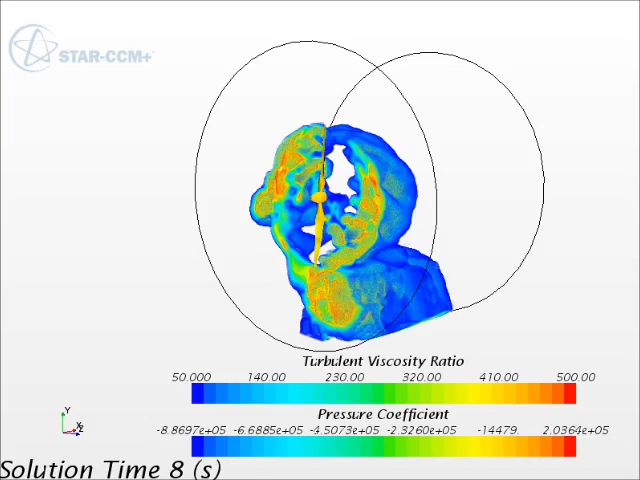 STAR-CCM+
Turbulent Viscosity Ratio
50.000 140.00 230.00 320.00 410.00 500.00
Pressure Coefficient
-8.8697e+05 -6.6885e+05 -4.5073e+05 -2.3260e+05 -14479. 2.0364e+05
Y
X
Z
Solution Time 8 (s)